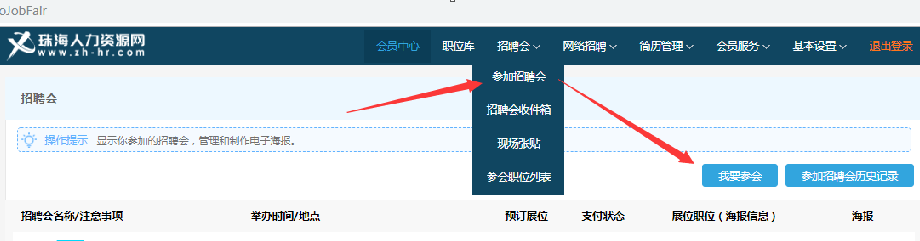 oJobFair
珠海人力资源网
www.zh-hr.com
会员中心 职位库 招聘会 网络招聘 简历管理 会员服务 基本设置 退出登录
参加招聘会
招聘会收件箱
现场张贴
参会职位列表
招聘会
操作提示 显示你参加的招聘会，管理和制作电子海报。
我要参会 参加招聘会历史记录
招聘会名称/注意事项 举办时间/地点 预订展位 支付状态 展位职位（海报信息） 海报